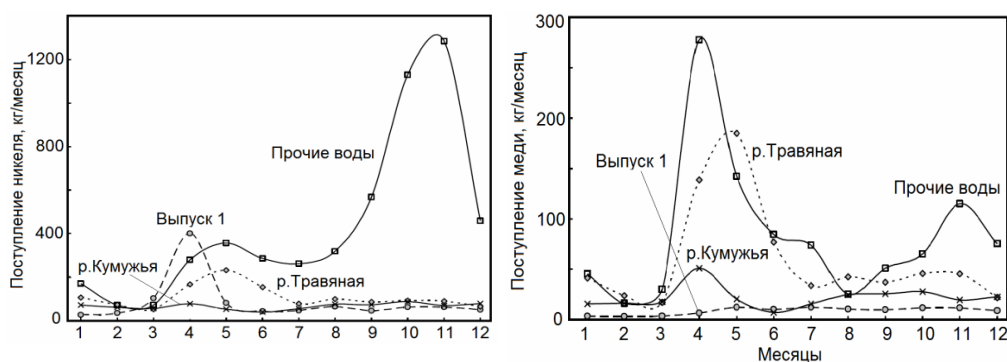 Поступление никеля, кг/месяц
1200
800
400
0
Прочие воды
Выпуск 1
р.Кумужья
р.Травяная
1 2 3 4 5 6 7 8 9 10 11 12
Поступление меди, кг/месяц
300
200
100
0
Выпуск 1
р.Травяная
Прочие воды
р.Кумужья
1 2 3 4 5 6 7 8 9 10 11 12
Месяцы